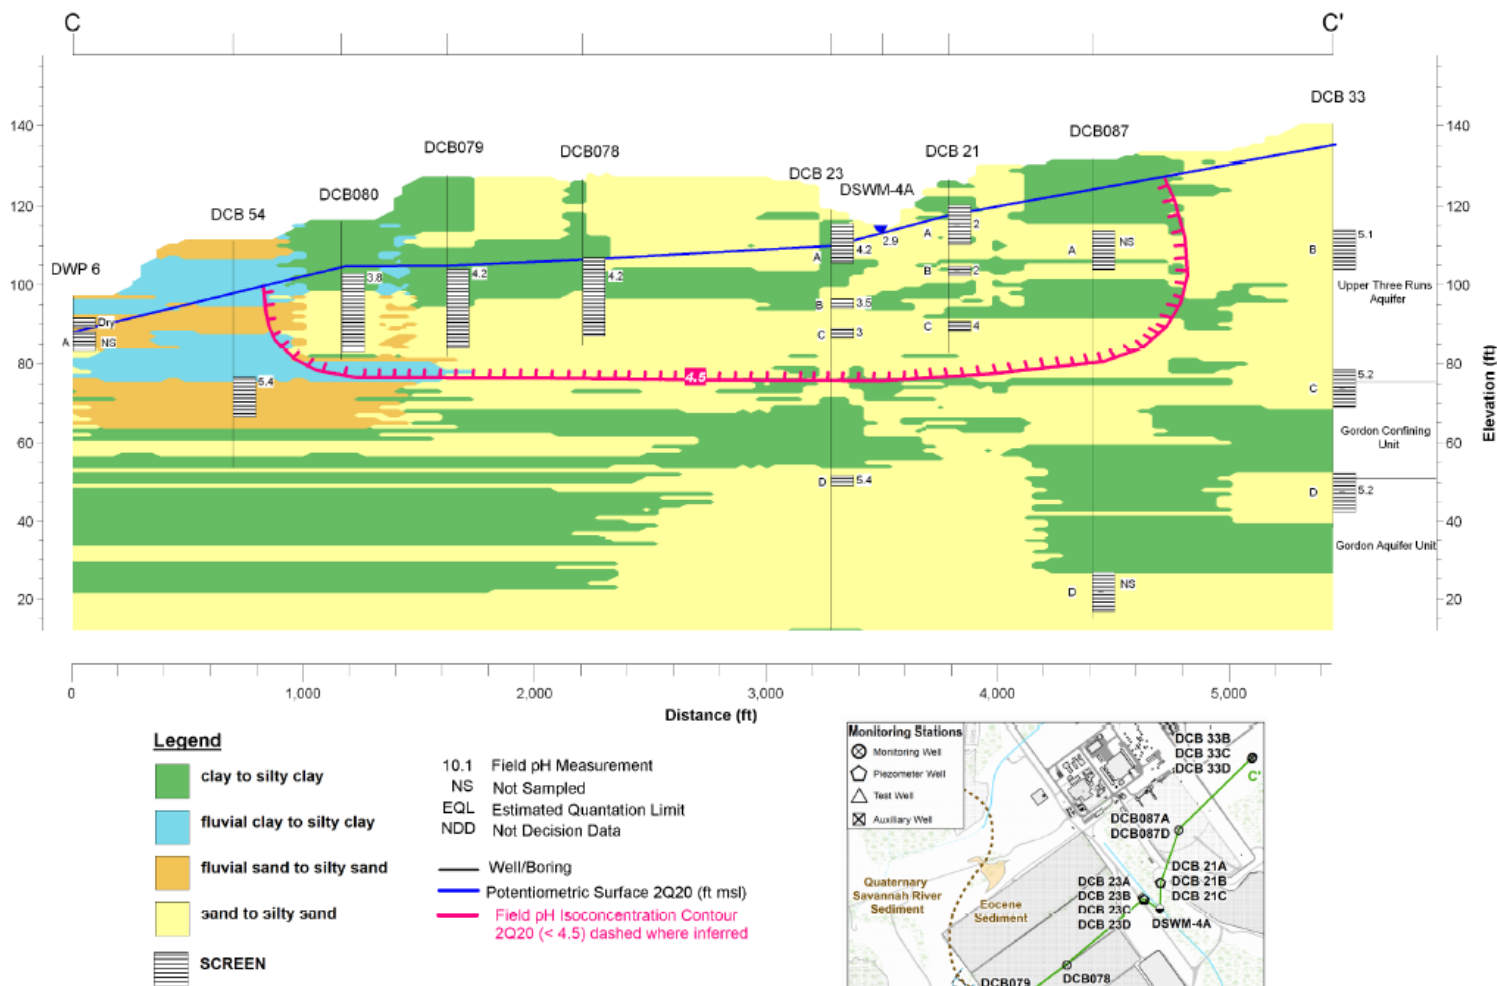 C
C'
DCB 33
140
140
DCB087
DCB079
DCB078
DCB 21
DCB 23
DSWM-4A
DCB080
DCB 54
120
120
DWP 6
100
100
80
80
60
60
40
40
20
20
Elevation (ft)
Dry
A
NS
5.4
3.8
4.2
4.2
4.2
A
B
3.5
C
3
D
5.4
2.9
A
2
B
2
C
4
A
NS
D
NS
4.5
B
5.1
Upper Three Runs
Aquifer
C
5.2
Gordon Confining
Unit
D
5.2
Gordon Aquifer Unit
0
1,000
2,000
3,000
4,000
5,000
Distance (ft)
Legend
clay to silty clay
fluvial clay to silty clay
fluvial sand to silty sand
sand to silty sand
SCREEN
10.1 Field pH Measurement
NS Not Sampled
EQL Estimated Quantation Limit
NDD Not Decision Data
Well/Boring
Potentiometric Surface 2Q20 (ft msl)
Field pH Isoconcentration Contour
2Q20 (< 4.5) dashed where inferred
Monitoring Stations
Monitoring Well
Piezometer Well
Test Well
Auxiliary Well
DCB 33B
DCB 33C
DCB 33D
C'
DCB087A
DCB087D
DCB 21A
DCB 21B
DCB 21C
DCB 23A
DCB 23B
DCB 23C
DCB 23D
DSWM-4A
Quaternary
Savannah River
Sediment
Eocene
Sediment
DCB078
DCB079